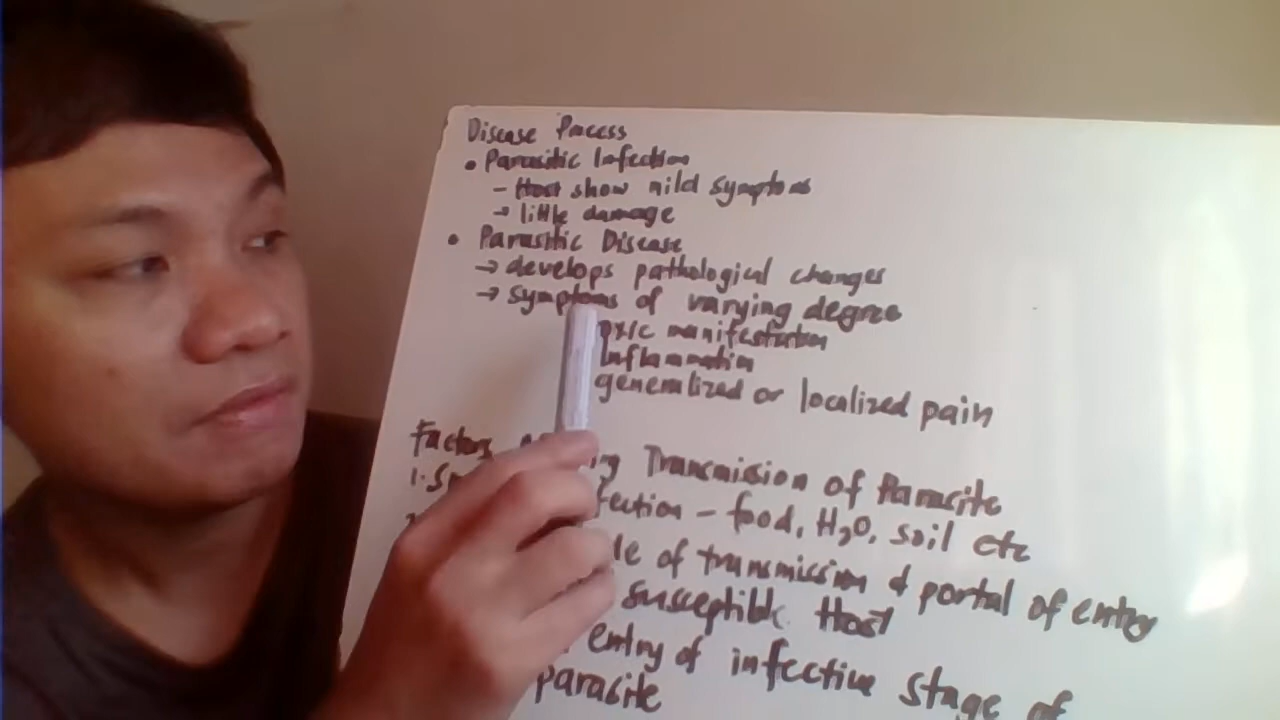 Disease Process
• Parasitic Infection
- Host show mild symptoms
→ little damage
• Parasitic Disease
→ develops pathological changes
→ symptoms of varying degree
manifestation
Inflammation
generalized or localized pain
Factors Transmission of Parasite
1. – food, H2O, soil etc
of transmission & portal of entry
susceptible Host
entry of infective stage of
parasite